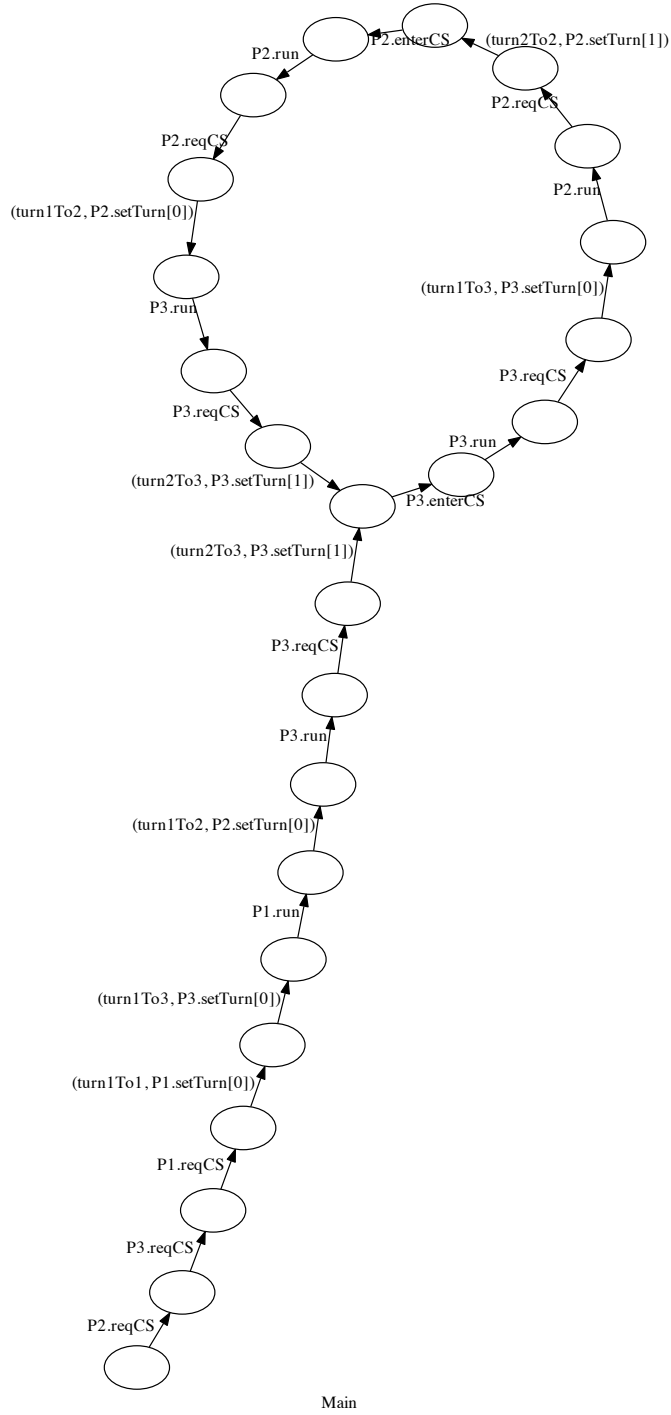 P2.enterCS
(turn2To2, P2.setTurn[1])
P2.run
P2.reqCS
P2.reqCS
P2.run
(turn1To2, P2.setTurn[0])
(turn1To3, P3.setTurn[0])
P3.run
P3.reqCS
P3.reqCS
P3.run
(turn2To3, P3.setTurn[1])
P3.enterCS
(turn2To3, P3.setTurn[1])
P3.reqCS
P3.run
(turn1To2, P2.setTurn[0])
P1.run
(turn1To3, P3.setTurn[0])
(turn1To1, P1.setTurn[0])
P1.reqCS
P3.reqCS
P2.reqCS
Main